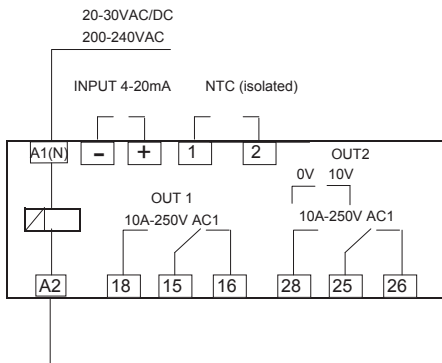 20-30VAC/DC
200-240VAC
INPUT 4-20mA NTC (isolated)
A1(N) - + 1 2
OUT2
0V 10V
OUT 1
10A-250V AC1 10A-250V AC1
A2 18 15 16 28 25 26